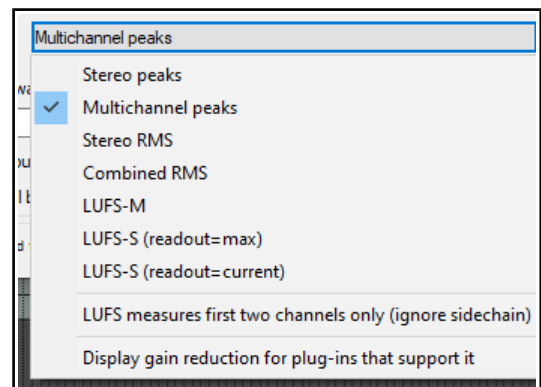 Multichannel peaks
Stereo peaks
Multichannel peaks
Stereo RMS
Combined RMS
LUFS-M
LUFS-S (readout=max)
LUFS-S (readout=current)
LUFS measures first two channels only (ignore sidechain)
Display gain reduction for plug-ins that support it